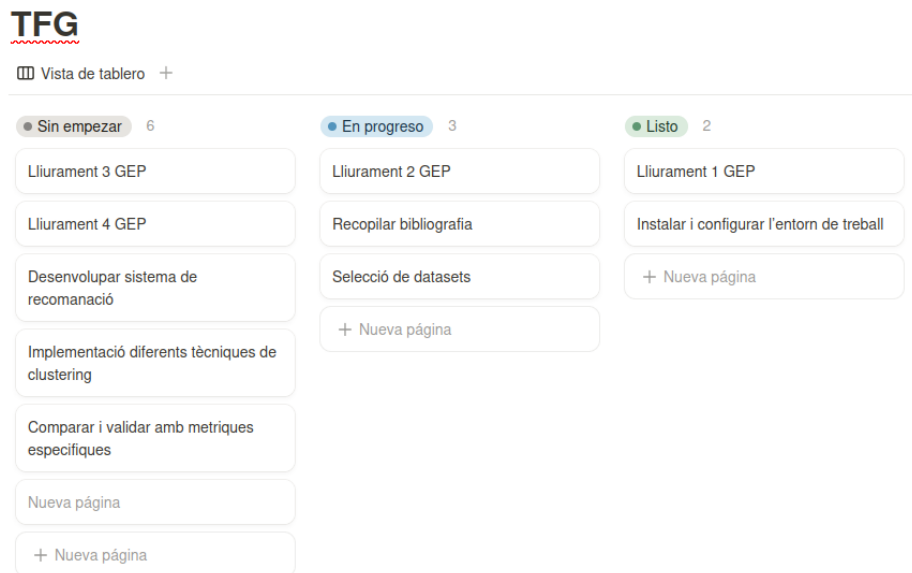 TFG
Vista de tablero
Sin empezar 6
Lliurament 3 GEP
Lliurament 4 GEP
Desenvolupar sistema de
recomanació
Implementació diferents tècniques de
clustering
Comparar i validar amb metriques
especifiques
Nueva página
+ Nueva página
En progreso 3
Lliurament 2 GEP
Recopilar bibliografia
Selecció de datasets
+ Nueva página
Listo 2
Lliurament 1 GEP
Instalar i configurar l'entorn de treball
+ Nueva página